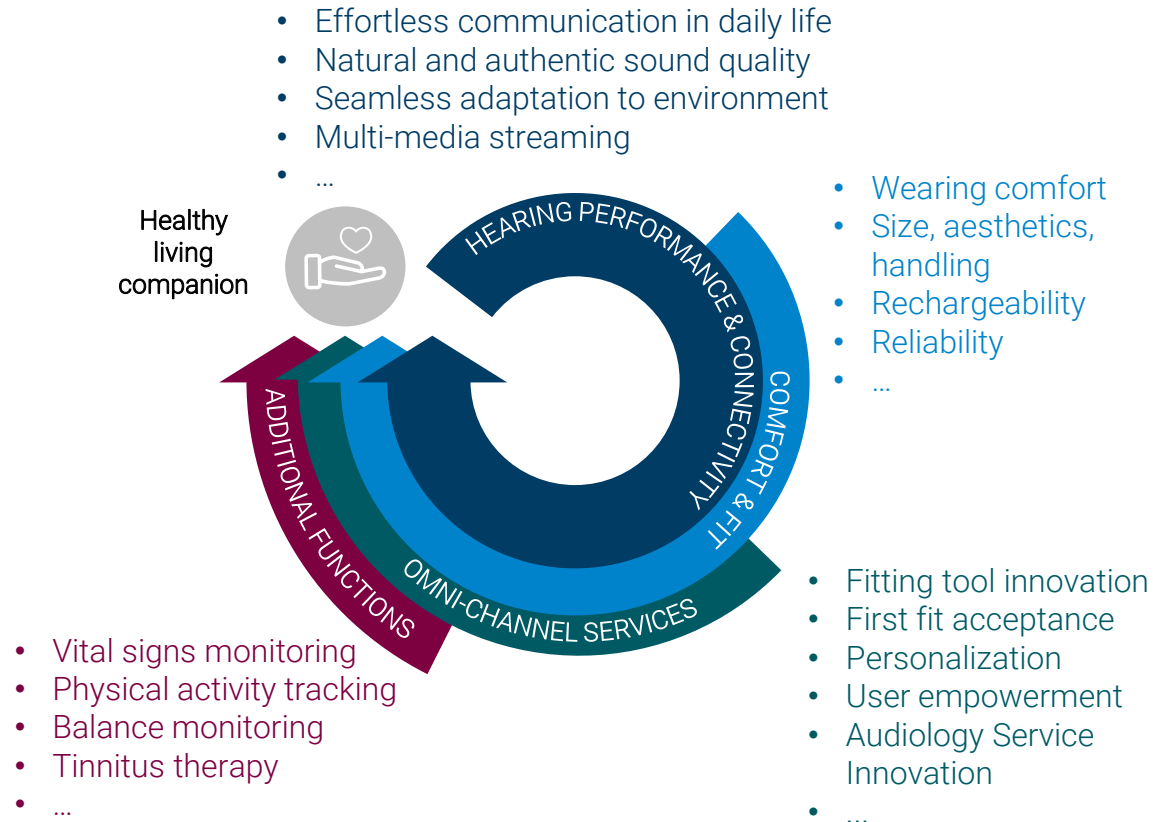 • Effortless communication in daily life
• Natural and authentic sound quality
• Seamless adaptation to environment
• Multi-media streaming
• ...
Healthy
living
companion
HEARING PERFORMANCE & CONNECTIVITY
COMFORT & FIT
OMNI-CHANNEL SERVICES
ADDITIONAL FUNCTIONS
• Wearing comfort
• Size, aesthetics,
handling
• Rechargeability
• Reliability
• ...
• Fitting tool innovation
• First fit acceptance
• Personalization
• User empowerment
• Audiology Service
Innovation
• ...
• Vital signs monitoring
• Physical activity tracking
• Balance monitoring
• Tinnitus therapy
• ...